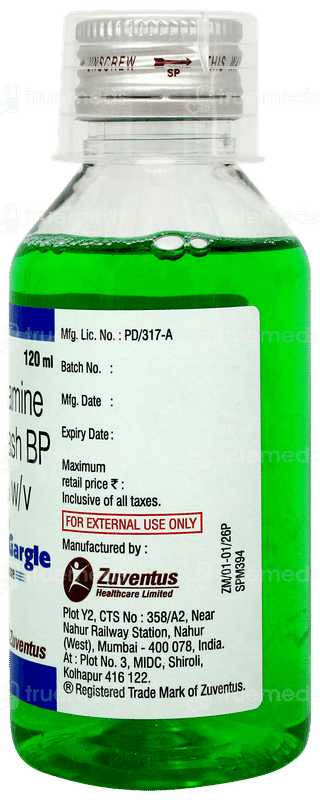 UNSCREW SP THIS W
120 ml
amine
ash BP
w/v
Gargle
Zuventus
Mfg. Lic. No. : PD/317-A
Batch No. :
Mfg. Date :
Expiry Date :
Maximum
retail price ₹ :
Inclusive of all taxes.
FOR EXTERNAL USE ONLY
Manufactured by :
Zuventus
Healthcare Limited
Plot Y2, CTS No : 358/A2, Near
Nahur Railway Station, Nahur
(West), Mumbai - 400 078, India.
At : Plot No. 3, MIDC, Shiroli,
Kolhapur 416 122.
® Registered Trade Mark of Zuventus.
ZM/01-01/26P
SPM394
truemeds